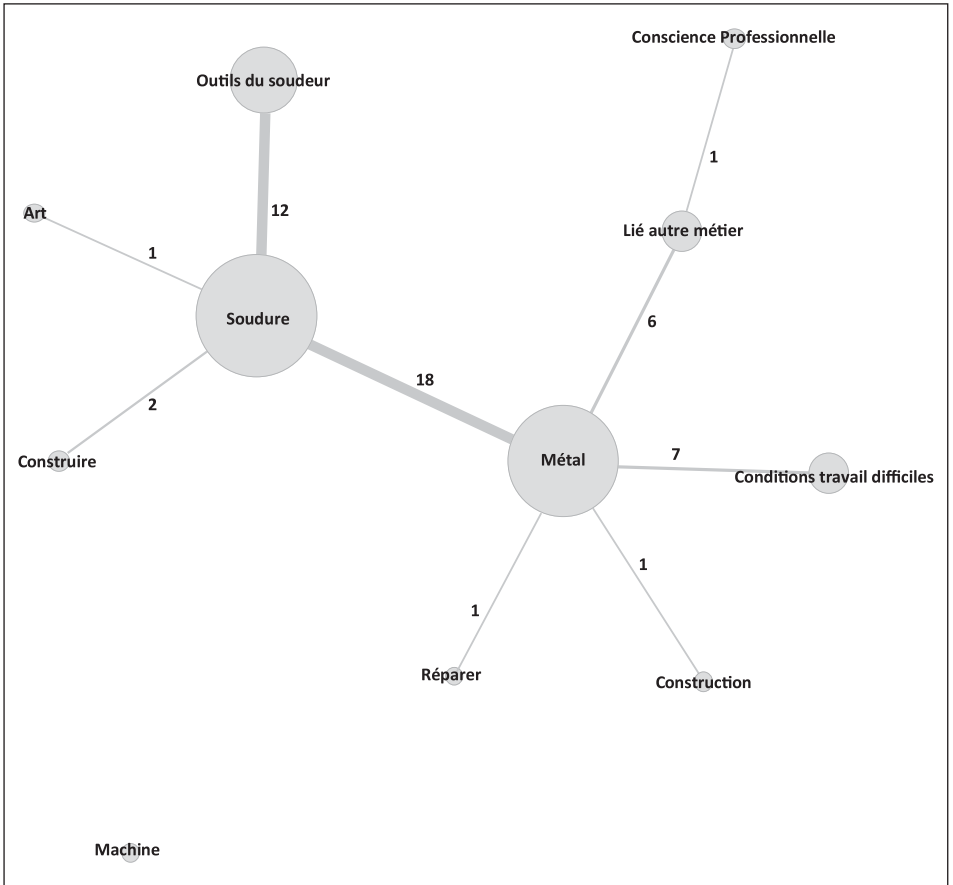 Conscience Professionnelle
Outils du soudeur
1
Art
12
Lié autre métier
1
Soudure
6
18
2
Construire
Métal
7
Conditions travail difficiles
1
1
Réparer
Construction
Machine